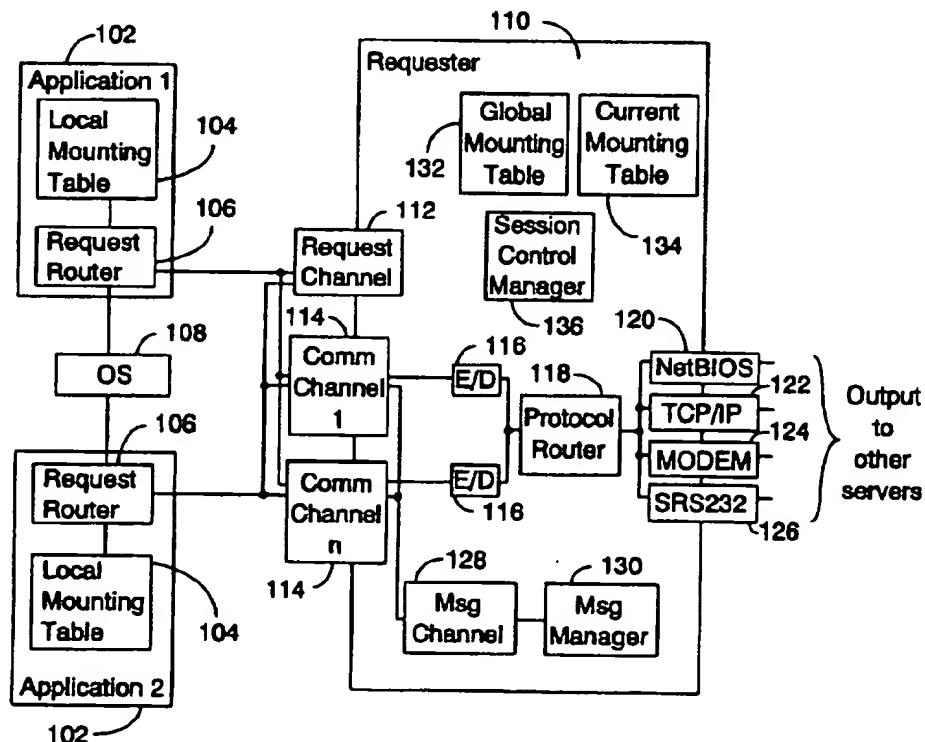 102
Application 1
Local
Mounting
Table
104
106
Request
Router
108
OS
106
Request
Router
Local
Mounting
Table
104
Application 2
102
110
Requester
Global
Mounting
Table
132
Current
Mounting
Table
134
112
Request
Channel
Session
Control
Manager
136
114
Comm
Channel
1
116
E/D
118
Protocol
Router
120
NetBIOS
122
TCP/IP
124
MODEM
SRS232
126
Output
to
other
servers
Comm
Channel
n
114
E/D
116
128
Msg
Channel
130
Msg
Manager